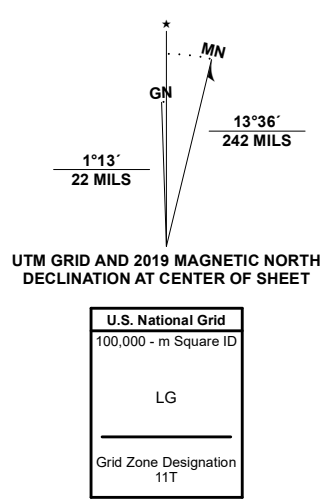 ★
MN
GN
13°36´
242 MILS
1°13´
22 MILS
UTM GRID AND 2019 MAGNETIC NORTH
DECLINATION AT CENTER OF SHEET
U.S. National Grid
100,000 - m Square ID
LG
Grid Zone Designation
11T